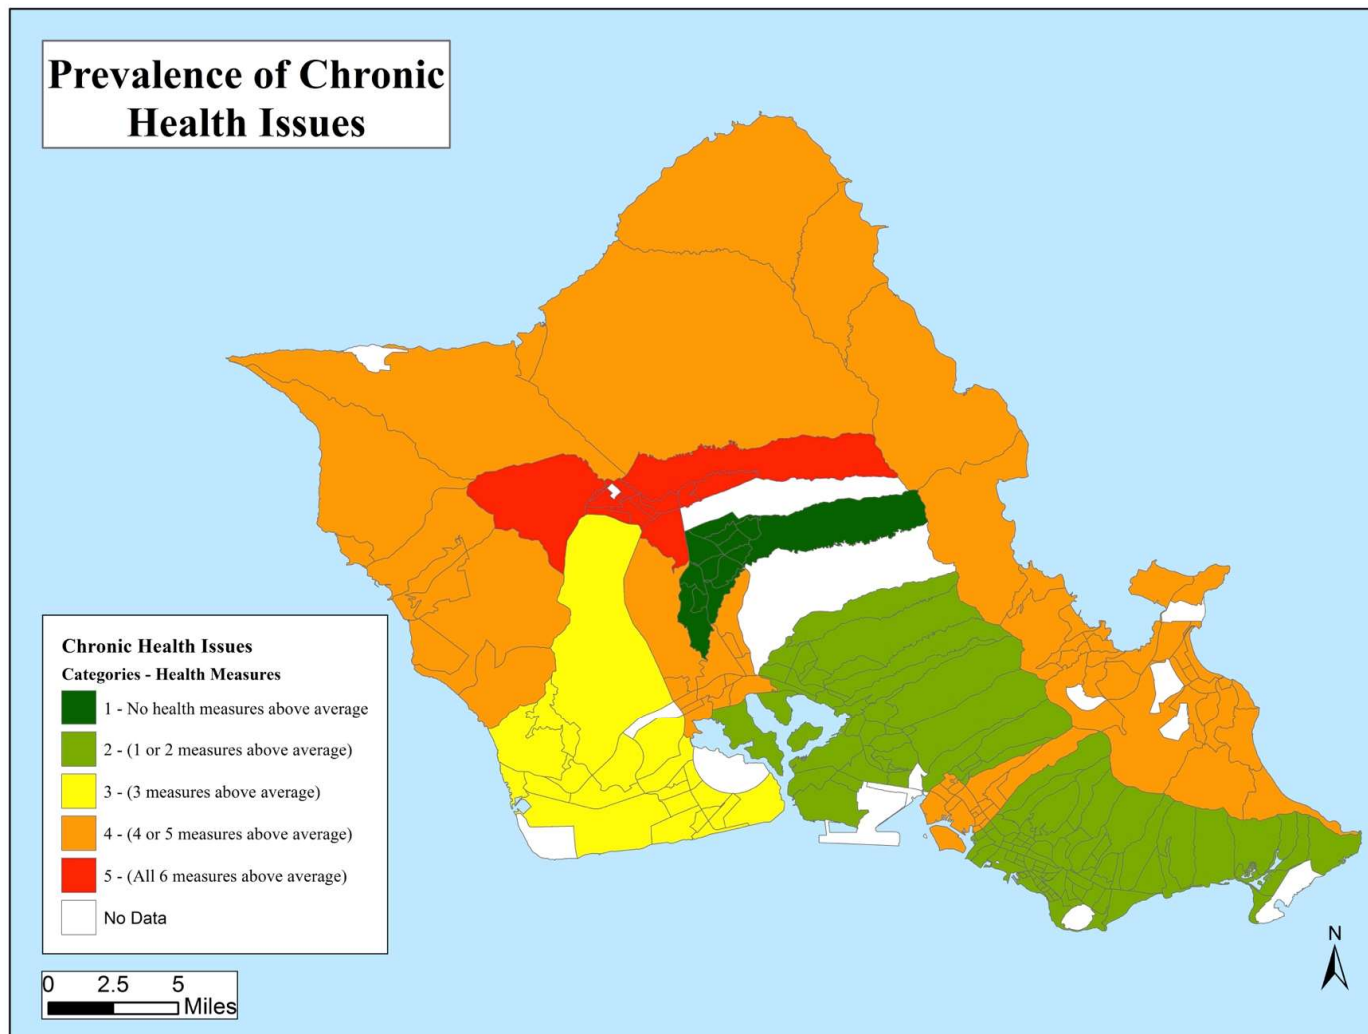 Prevalence of Chronic
Health Issues
Chronic Health Issues
Categories - Health Measures
1 - No health measures above average
2 - (1 or 2 measures above average)
3 - (3 measures above average)
4 - (4 or 5 measures above average)
5 - (All 6 measures above average)
No Data
0 2.5 5
Miles
N